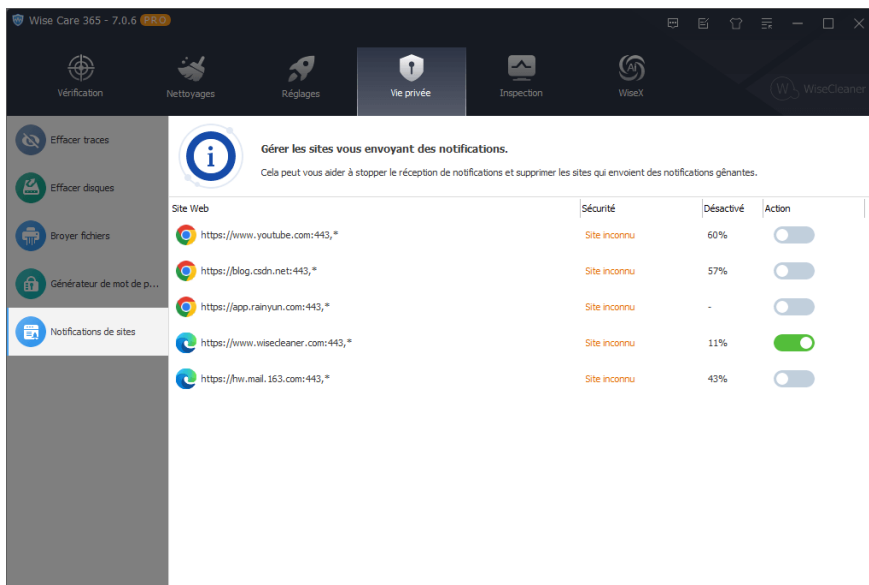 Wise Care 365 - 7.0.6 PRO
Vérification
Nettoyages
Réglages
Vie privée
Inspection
AI
WiseX
W WiseCleaner
Effacer traces
Effacer disques
Broyer fichiers
Générateur de mot de p...
Notifications de sites
i
Gérer les sites vous envoyant des notifications.
Cela peut vous aider à stopper le réception de notifications et supprimer les sites qui envoient des notifications gênantes.
Site Web Sécurité Désactivé Action
https://www.youtube.com:443,* Site inconnu 60%
https://blog.csdn.net:443,* Site inconnu 57%
https://app.rainyun.com:443,* Site inconnu -
https://www.wisecleaner.com:443,* Site inconnu 11%
https://hw.mail.163.com:443,* Site inconnu 43%